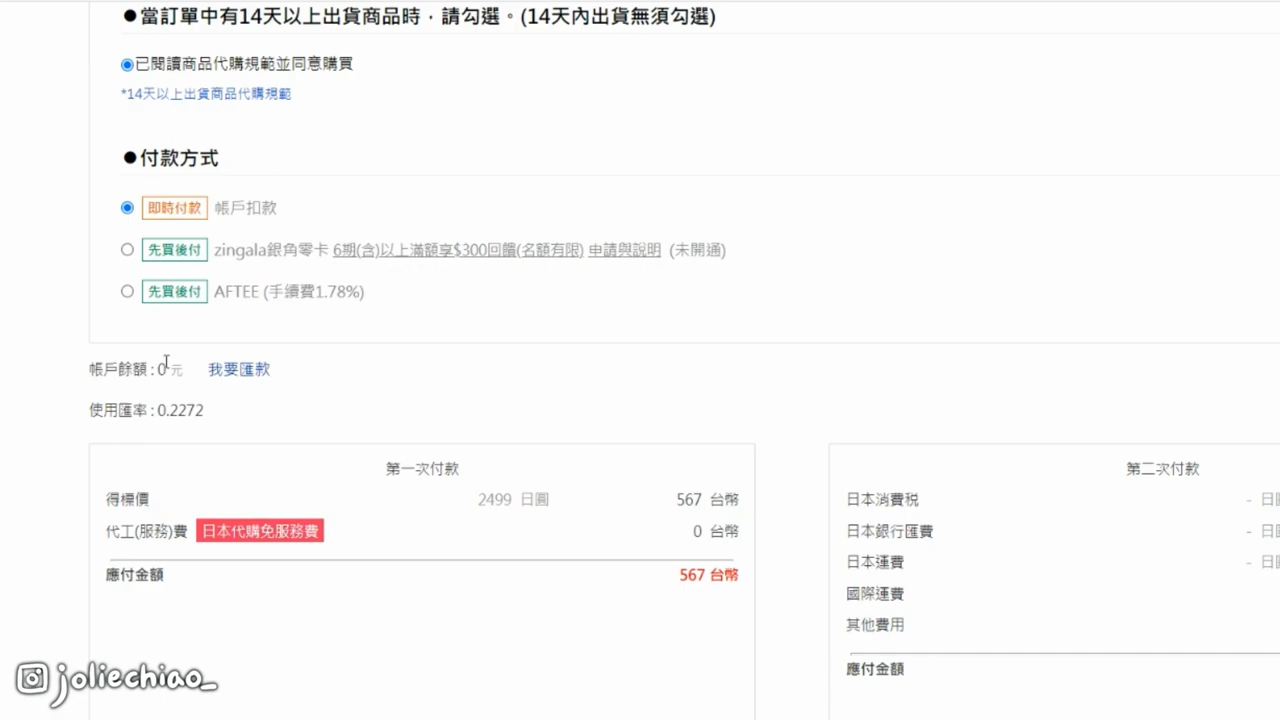 ●當訂單中有14天以上出貨商品時，請勾選。(14天內出貨無須勾選)
已閱讀商品代購規範並同意購買
*14天以上出貨商品代購規範
●付款方式
即時付款 帳戶扣款
先買後付 zingala銀角零卡 6期(含)以上滿額享$300回饋(名額有限) 申請與說明 (未開通)
先買後付 AFTEE (手續費1.78%)
帳戶餘額 : 0 元 我要匯款
使用匯率 : 0.2272
第一次付款
得標價 2499 日圓 567 台幣
代工(服務)費 日本代購免服務費 0 台幣
應付金額 567 台幣
第二次付款
日本消費稅 - 日
日本銀行匯費 - 日
日本運費 - 日
國際運費
其他費用
應付金額
joliechiao_